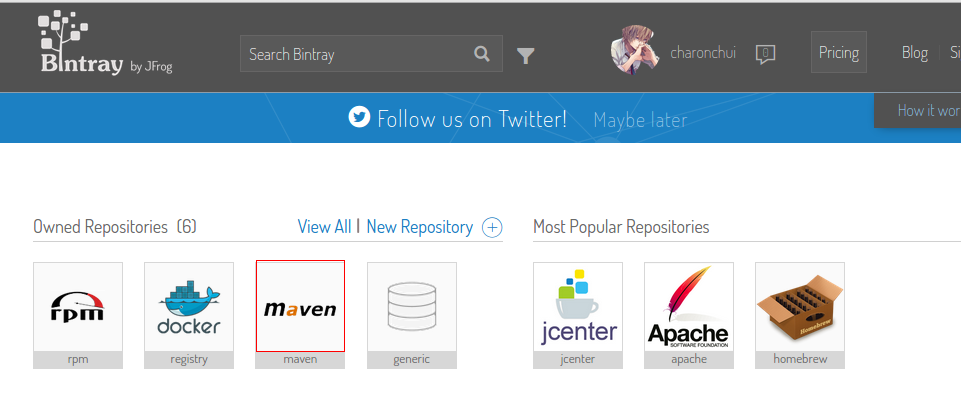 Bintray by JFrog
Search Bintray
charonchui
0
Pricing
Blog
Si
How it wor
Follow us on Twitter! Maybe later
Owned Repositories (6)
View All | New Repository
Most Popular Repositories
rpm
docker
maven
jcenter
Apache
SOFTWARE FOUNDATION
Homebrew
rpm
registry
maven
generic
jcenter
apache
homebrew